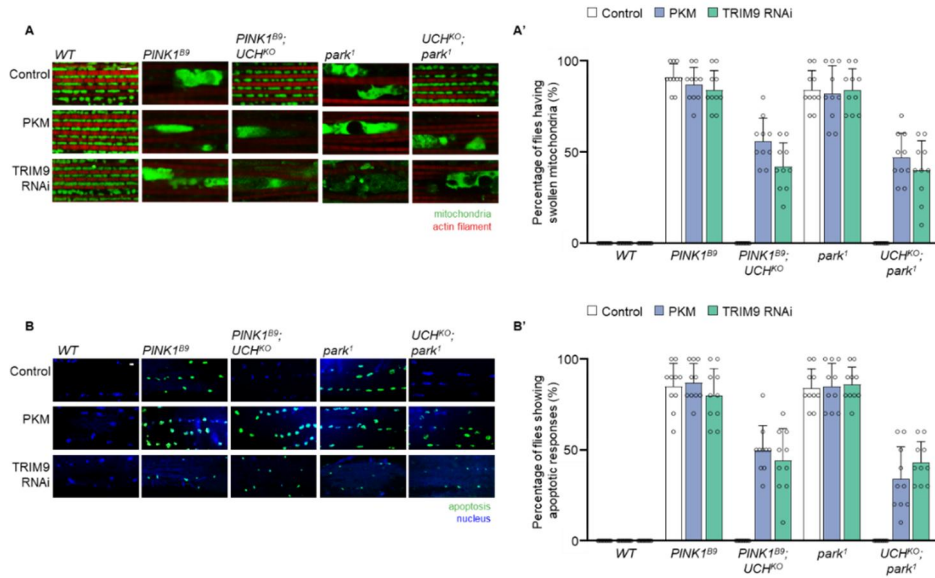 A
WT
PINK1B9
PINK1B9;
UCHKO
park1
UCHKO;
park1
Control
PKM
TRIM9
RNAi
mitochondria
actin filament
A'
Control
PKM
TRIM9 RNAi
Percentage of flies having
swollen mitochondria (%)
100
50
0
WT
PINK1B9
PINK1B9;
UCHKO
park1
UCHKO;
park1
B
WT
PINK1B9
PINK1B9;
UCHKO
park1
UCHKO;
park1
Control
PKM
TRIM9
RNAi
apoptosis
nucleus
B'
Control
PKM
TRIM9 RNAi
Percentage of flies showing
apoptotic responses (%)
100
50
0
WT
PINK1B9
PINK1B9;
UCHKO
park1
UCHKO;
park1